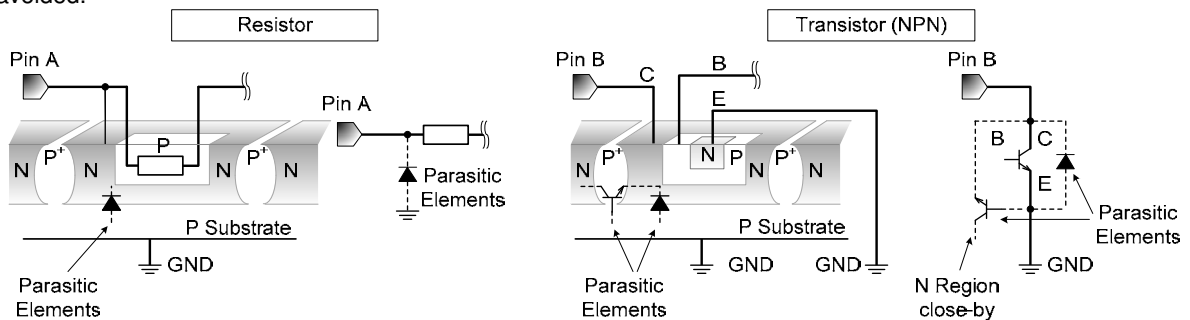 avoided.
Resistor
Transistor (NPN)
Pin A
Pin A
N
P+
N
P
N
P+
N
Parasitic
Elements
P Substrate
GND
Parasitic
Elements
Pin B
C
B
E
N
P+
N
N
P
N
P+
N
P Substrate
GND
GND
Parasitic
Elements
Pin B
B
C
E
Parasitic
Elements
GND
N Region
close-by